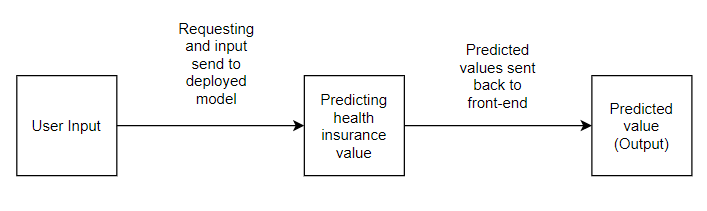 User Input
Requesting
and input
send to
deployed
model
Predicting
health
insurance
value
Predicted
values sent
back to
front-end
Predicted
value
(Output)